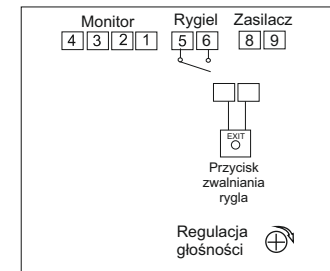 Monitor Rygiel Zasilacz
4 3 2 1 5 6 8 9
EXIT
Przycisk
zwalniania
rygla
Regulacja
głośności